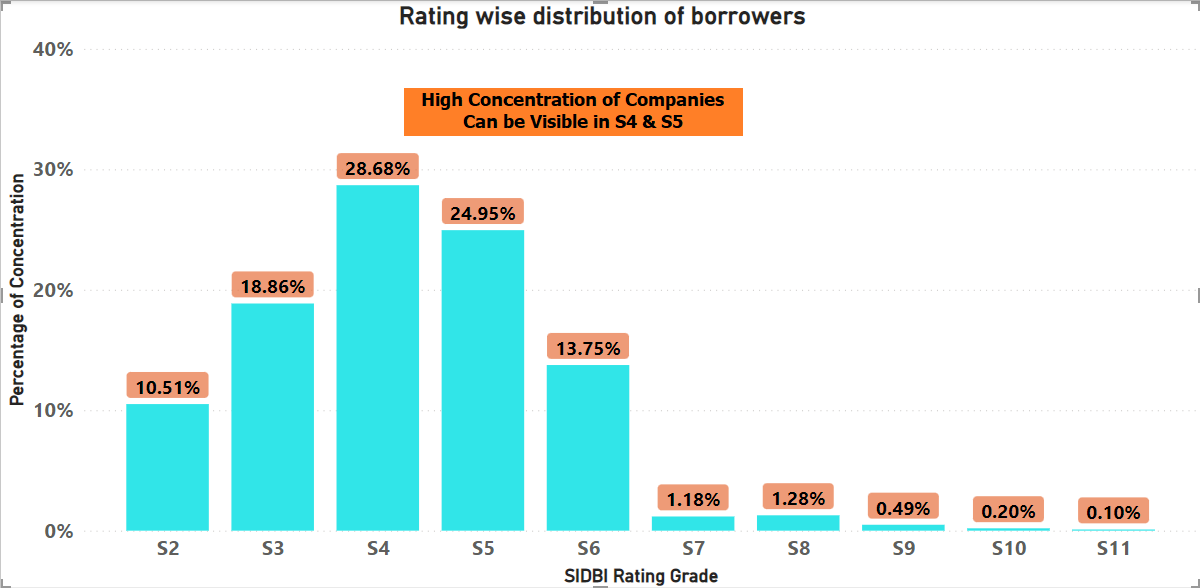 Rating wise distribution of borrowers
40%
High Concentration of Companies
Can be Visible in S4 & S5
30%
28.68%
24.95%
20%
18.86%
13.75%
10.51%
10%
1.18%
1.28%
0.49%
0.20%
0.10%
0%
Percentage of Concentration
S2 S3 S4 S5 S6 S7 S8 S9 S10 S11
SIDBI Rating Grade